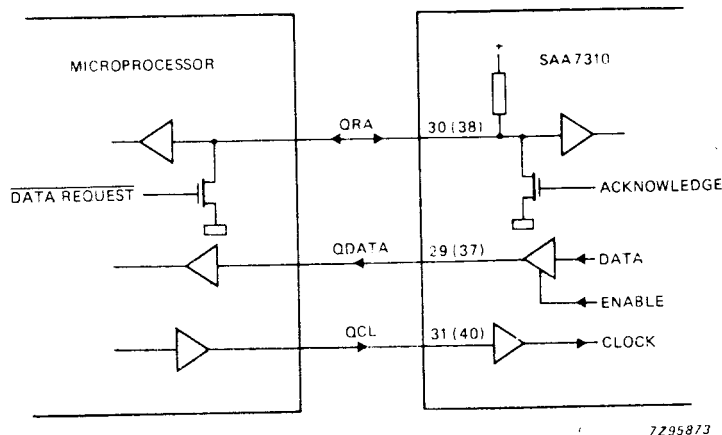 MICROPROCESSOR
SAA7310
+
QRA
30 (38)
DATA REQUEST
ACKNOWLEDGE
QDATA
29 (37)
DATA
ENABLE
QCL
31 (40)
CLOCK
7Z95873